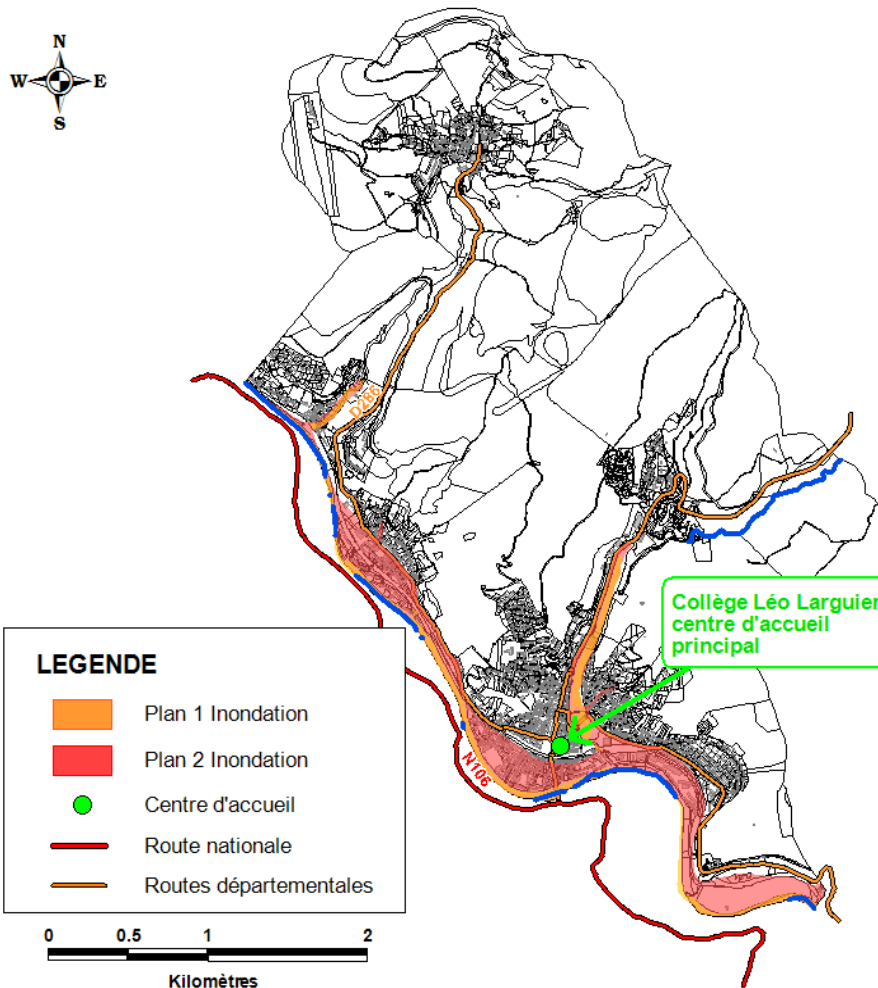 N
W E
S
D286
Collège Léo Larguier
centre d'accueil
principal
N106
LEGENDE
Plan 1 Inondation
Plan 2 Inondation
Centre d'accueil
Route nationale
Routes départementales
0 0.5 1 2
Kilomètres